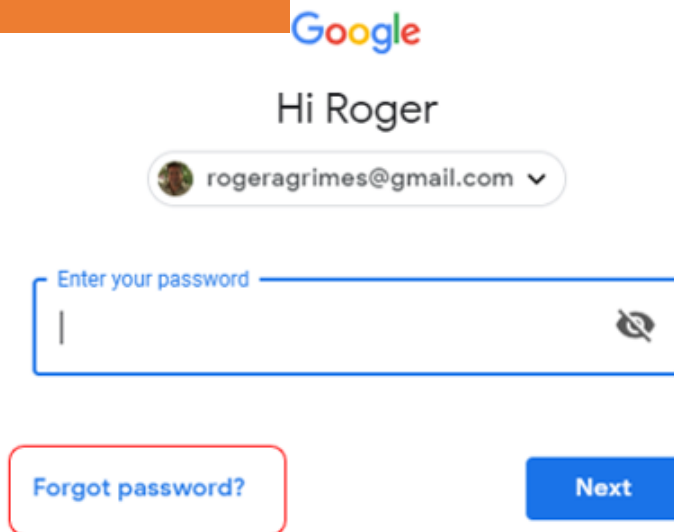 Google
Hi Roger
rogeragrimes@gmail.com
Enter your password
Forgot password?
Next